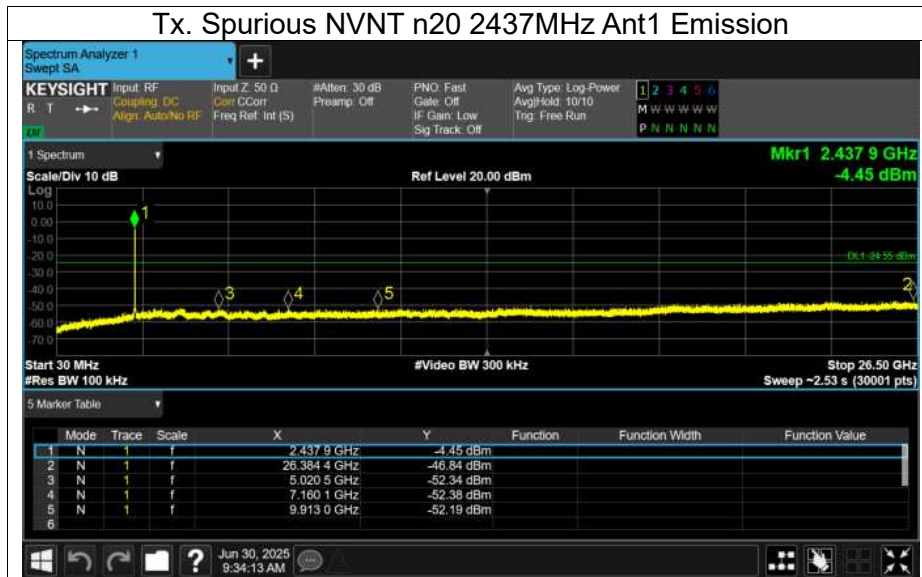 Tx. Spurious NVNT n20 2437MHz Ant1 Emission
Spectrum Analyzer 1
Swept SA
+
KEYSIGHT Input: RF Input Z: 50 Ω #Atten: 30 dB PNO: Fast Avg Type: Log-Power 1 2 3 4 5 6
R T Coupling: DC Corr CCorr Preamp: Off Gate: Off Avg|Hold: 10/10 M W W W W W
Align: Auto/No RF Freq Ref: Int (S) IF Gain: Low Trig: Free Run
Sig Track: Off P N N N N N
1 Spectrum Mkr1 2.437 9 GHz
Scale/Div 10 dB Ref Level 20.00 dBm -4.45 dBm
Log
10.0
0.00
-10.0
-20.0
DL1 -24.55 dBm
-30.0
-40.0
-50.0
-60.0
-70.0
1
3
4
5
2
Start 30 MHz #Video BW 300 kHz Stop 26.50 GHz
#Res BW 100 kHz Sweep ~2.53 s (30001 pts)
5 Marker Table
Mode Trace Scale X Y Function Function Width Function Value
1 N 1 f 2.437 9 GHz -4.45 dBm
2 N 1 f 26.384 4 GHz -46.84 dBm
3 N 1 f 5.020 5 GHz -52.34 dBm
4 N 1 f 7.160 1 GHz -52.38 dBm
5 N 1 f 9.913 0 GHz -52.19 dBm
6
? Jun 30, 2025
9:34:13 AM